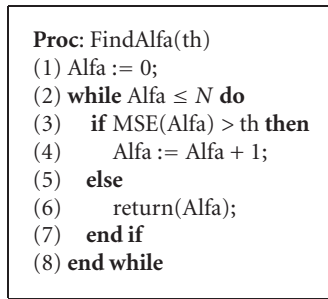 Proc: FindAlfa(th)
(1) Alfa := 0;
(2) while Alfa ≤ N do
(3) if MSE(Alfa) > th then
(4) Alfa := Alfa + 1;
(5) else
(6) return(Alfa);
(7) end if
(8) end while